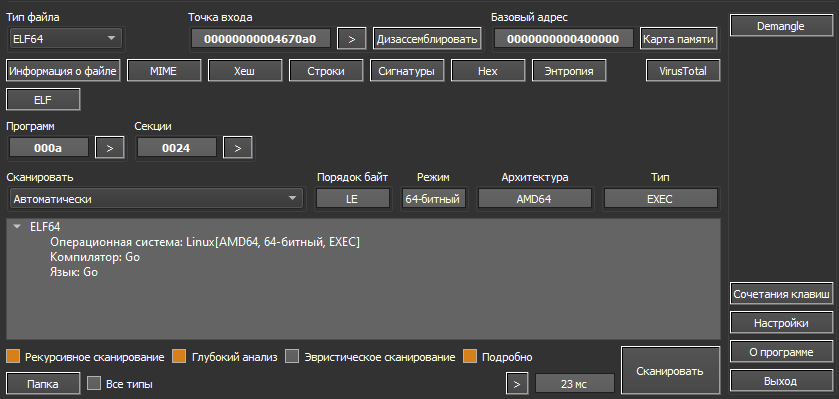 Тип файла Точка входа Базовый адрес
ELF64 00000000004670a0 > Дизассемблировать 0000000000400000 Карта памяти Demangle
Информация о файле MIME Хеш Строки Сигнатуры Hex Энтропия VirusTotal
ELF
Программ Секции
000a > 0024 >
Сканировать Порядок байт Режим Архитектура Тип
Автоматически LE 64-битный AMD64 EXEC
ELF64
Операционная система: Linux[AMD64, 64-битный, EXEC]
Компилятор: Go
Язык: Go
Сочетания клавиш
Настройки
Рекурсивное сканирование Глубокий анализ Эвристическое сканирование Подробно Сканировать О программе
Папка Все типы > 23 мс Выход